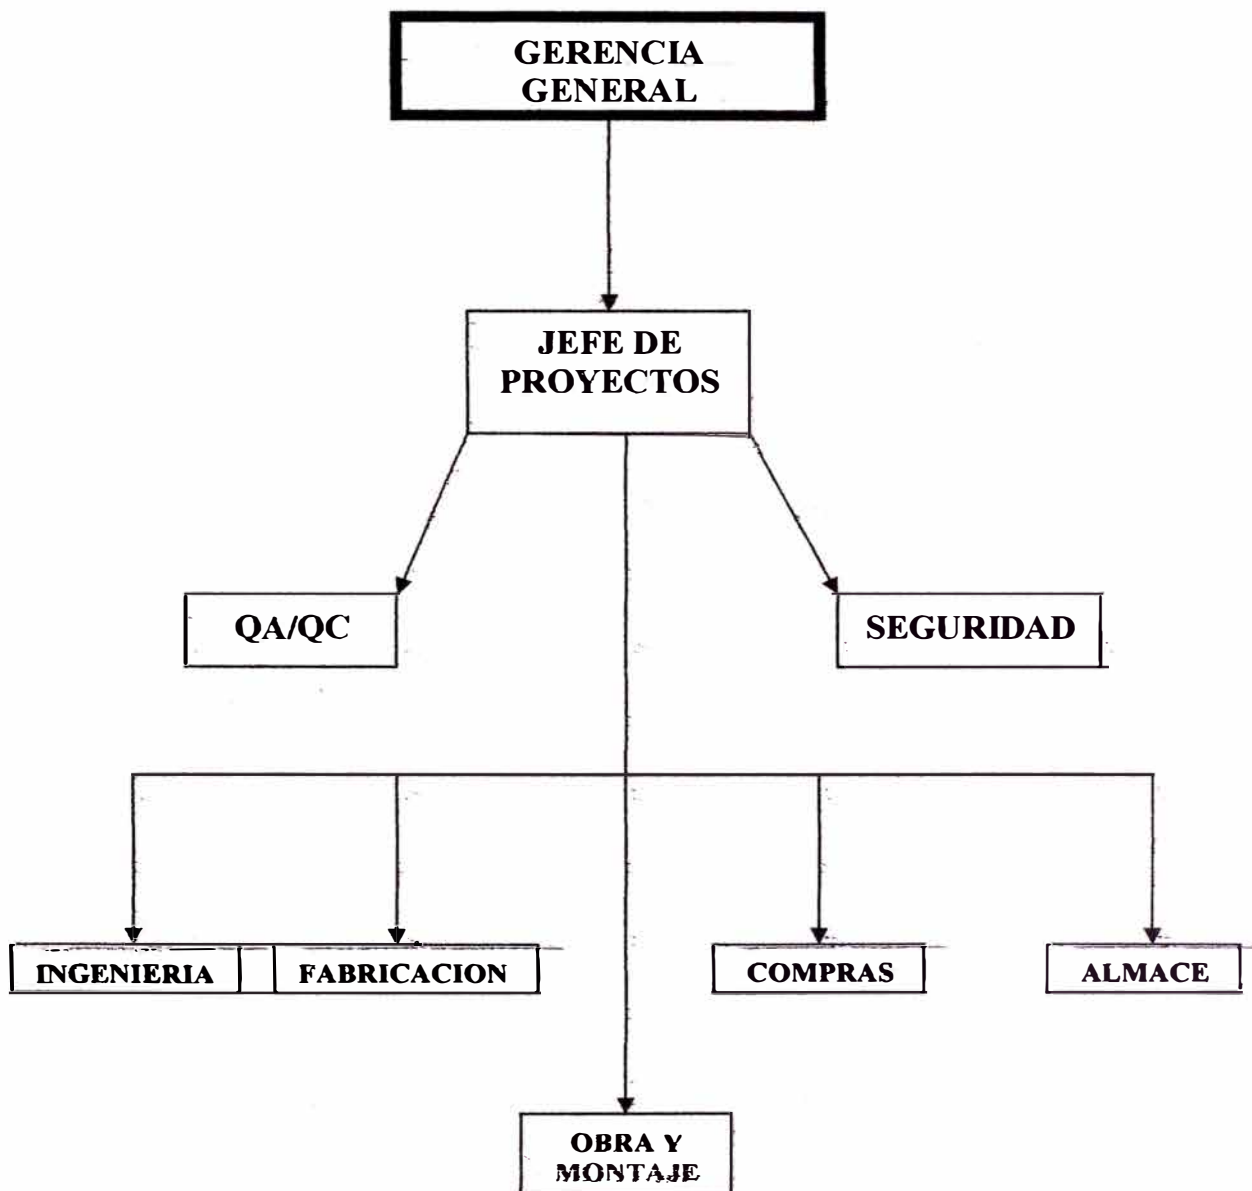 GERENCIA
GENERAL
JEFE DE
PROYECTOS
QA/QC
SEGURIDAD
INGENIERIA
FABRICACION
COMPRAS
ALMACE
OBRA Y
MONTAJE